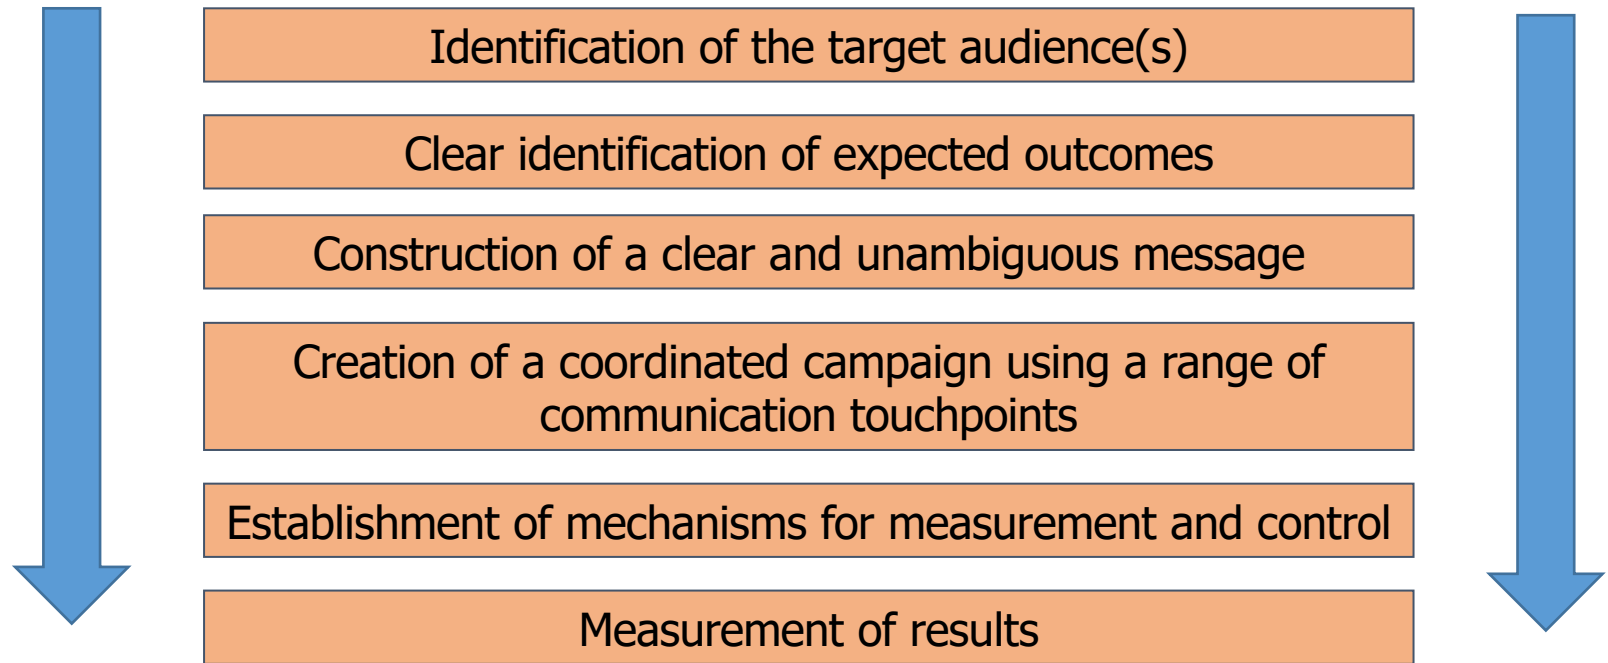 Identification of the target audience(s)
Clear identification of expected outcomes
Construction of a clear and unambiguous message
Creation of a coordinated campaign using a range of
communication touchpoints
Establishment of mechanisms for measurement and control
Measurement of results